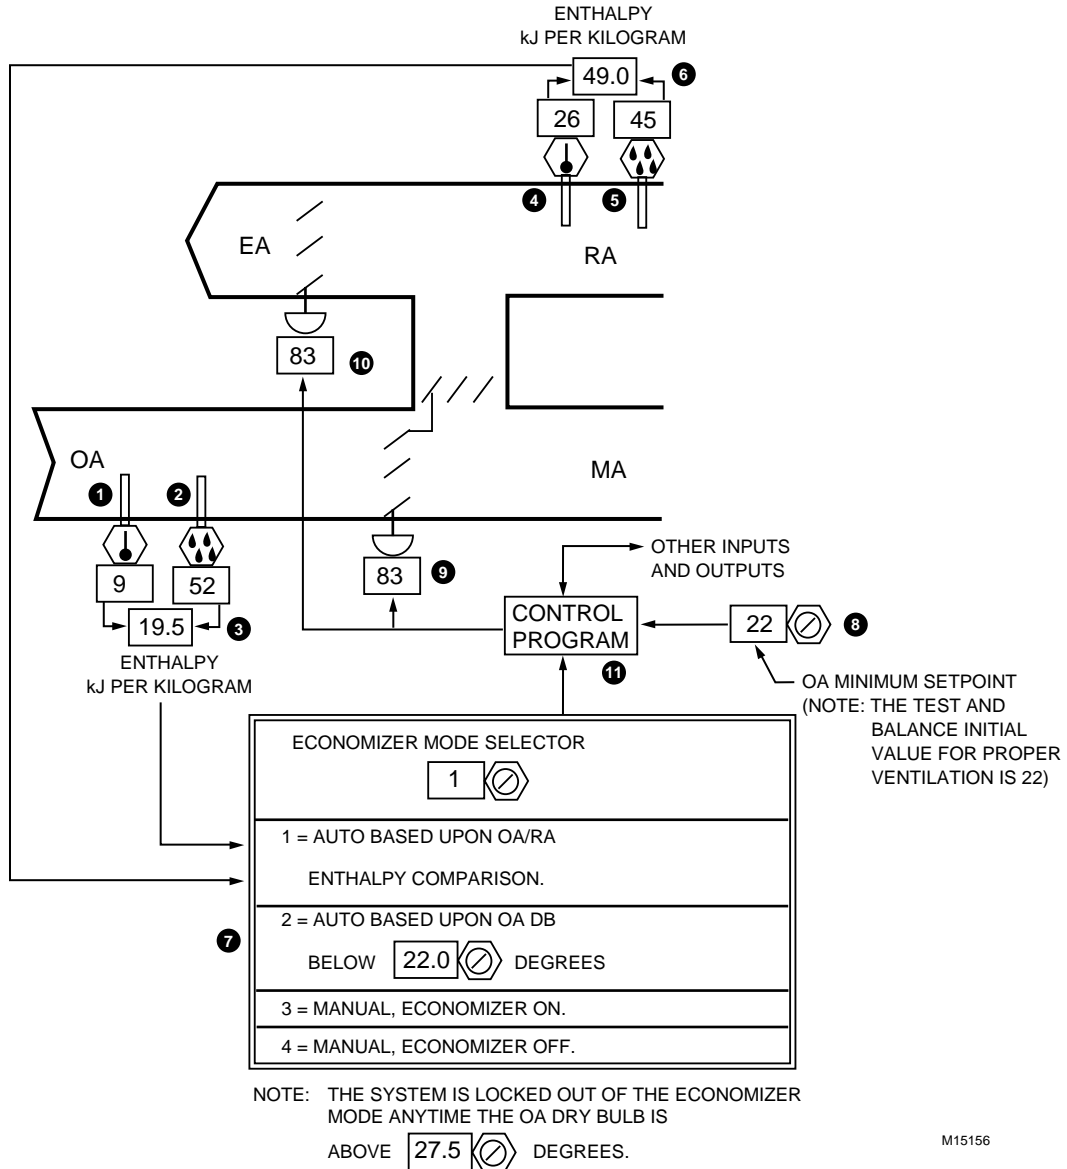 ENTHALPY
kJ PER KILOGRAM
49.0
6
26
45
4
5
EA
RA
83
10
OA
MA
1
2
9
52
19.5
3
ENTHALPY
kJ PER KILOGRAM
83
9
OTHER INPUTS
AND OUTPUTS
CONTROL
PROGRAM
11
22
8
OA MINIMUM SETPOINT
(NOTE: THE TEST AND
BALANCE INITIAL
VALUE FOR PROPER
VENTILATION IS 22)
ECONOMIZER MODE SELECTOR
1
1 = AUTO BASED UPON OA/RA
ENTHALPY COMPARISON.
7
2 = AUTO BASED UPON OA DB
BELOW 22.0 DEGREES
3 = MANUAL, ECONOMIZER ON.
4 = MANUAL, ECONOMIZER OFF.
NOTE: THE SYSTEM IS LOCKED OUT OF THE ECONOMIZER
MODE ANYTIME THE OA DRY BULB IS
ABOVE 27.5 DEGREES.
M15156